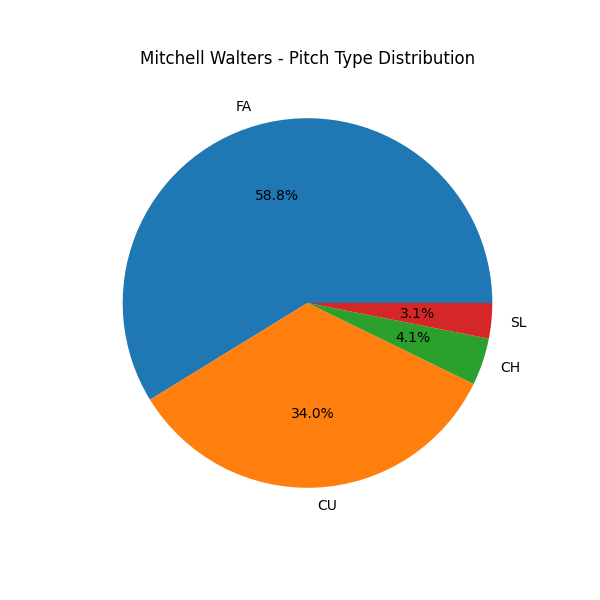 Mitchell Walters - Pitch Type Distribution
FA
58.8%
3.1%
SL
4.1%
CH
34.0%
CU